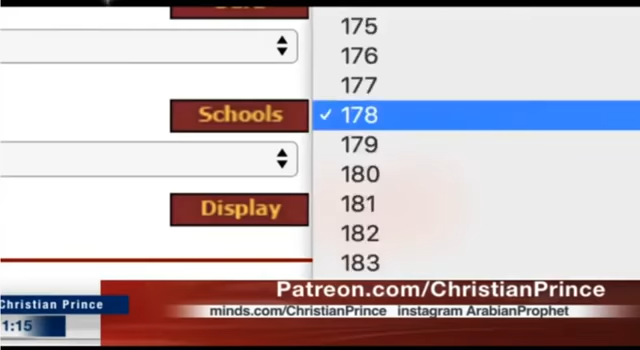 175
176
177
Schools
✓ 178
179
180
Display
181
182
183
Patreon.com/ChristianPrince
Christian Prince
minds.com/ChristianPrince instagram ArabianProphet
1:15